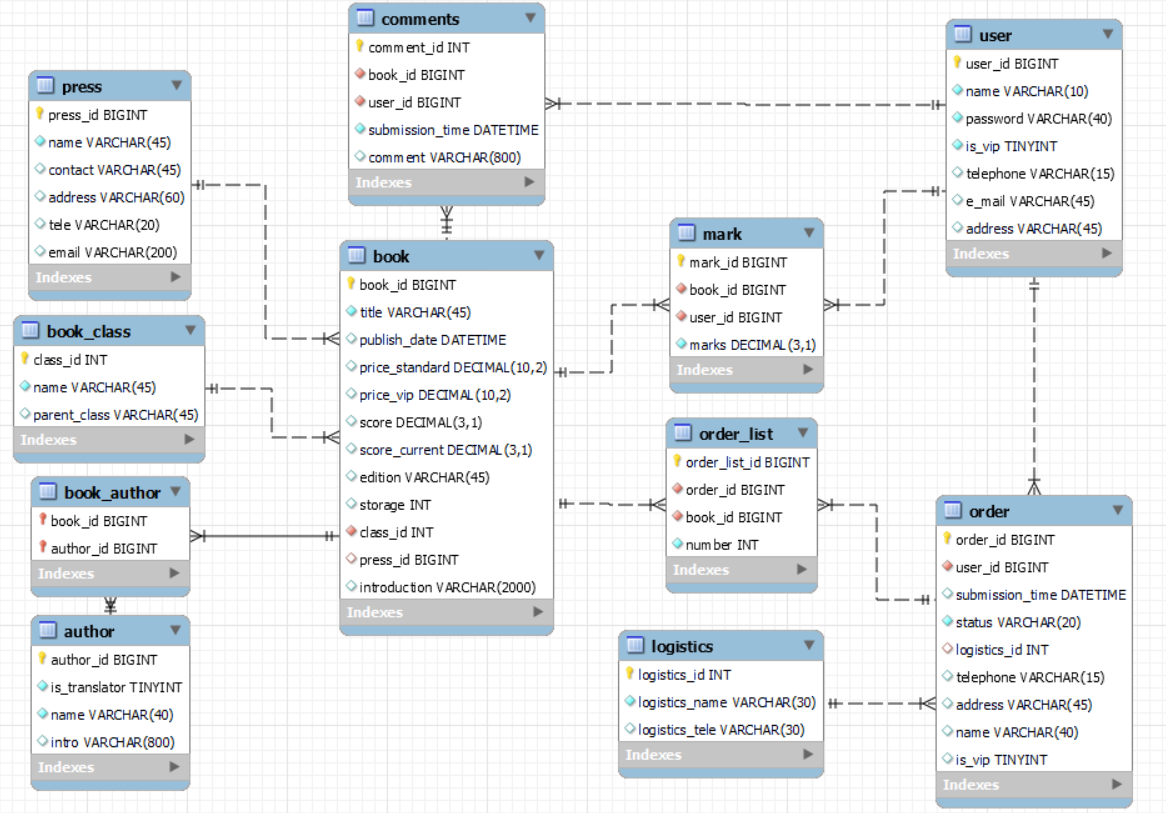 comments
comment_id INT
book_id BIGINT
user_id BIGINT
submission_time DATETIME
comment VARCHAR(800)
Indexes
user
user_id BIGINT
name VARCHAR(10)
password VARCHAR(40)
is_vip TINYINT
telephone VARCHAR(15)
e_mail VARCHAR(45)
address VARCHAR(45)
Indexes
press
press_id BIGINT
name VARCHAR(45)
contact VARCHAR(45)
address VARCHAR(60)
tele VARCHAR(20)
email VARCHAR(200)
Indexes
book
book_id BIGINT
title VARCHAR(45)
publish_date DATETIME
price_standard DECIMAL(10,2)
price_vip DECIMAL(10,2)
score DECIMAL(3,1)
score_current DECIMAL(3,1)
edition VARCHAR(45)
storage INT
class_id INT
press_id BIGINT
introduction VARCHAR(2000)
Indexes
mark
mark_id BIGINT
book_id BIGINT
user_id BIGINT
marks DECIMAL(3,1)
Indexes
book_class
class_id INT
name VARCHAR(45)
parent_class VARCHAR(45)
Indexes
order_list
order_list_id BIGINT
order_id BIGINT
book_id BIGINT
number INT
Indexes
book_author
book_id BIGINT
author_id BIGINT
Indexes
order
order_id BIGINT
user_id BIGINT
submission_time DATETIME
status VARCHAR(20)
logistics_id INT
telephone VARCHAR(15)
address VARCHAR(45)
name VARCHAR(40)
is_vip TINYINT
Indexes
author
author_id BIGINT
is_translator TINYINT
name VARCHAR(40)
intro VARCHAR(800)
Indexes
logistics
logistics_id INT
logistics_name VARCHAR(30)
logistics_tele VARCHAR(30)
Indexes